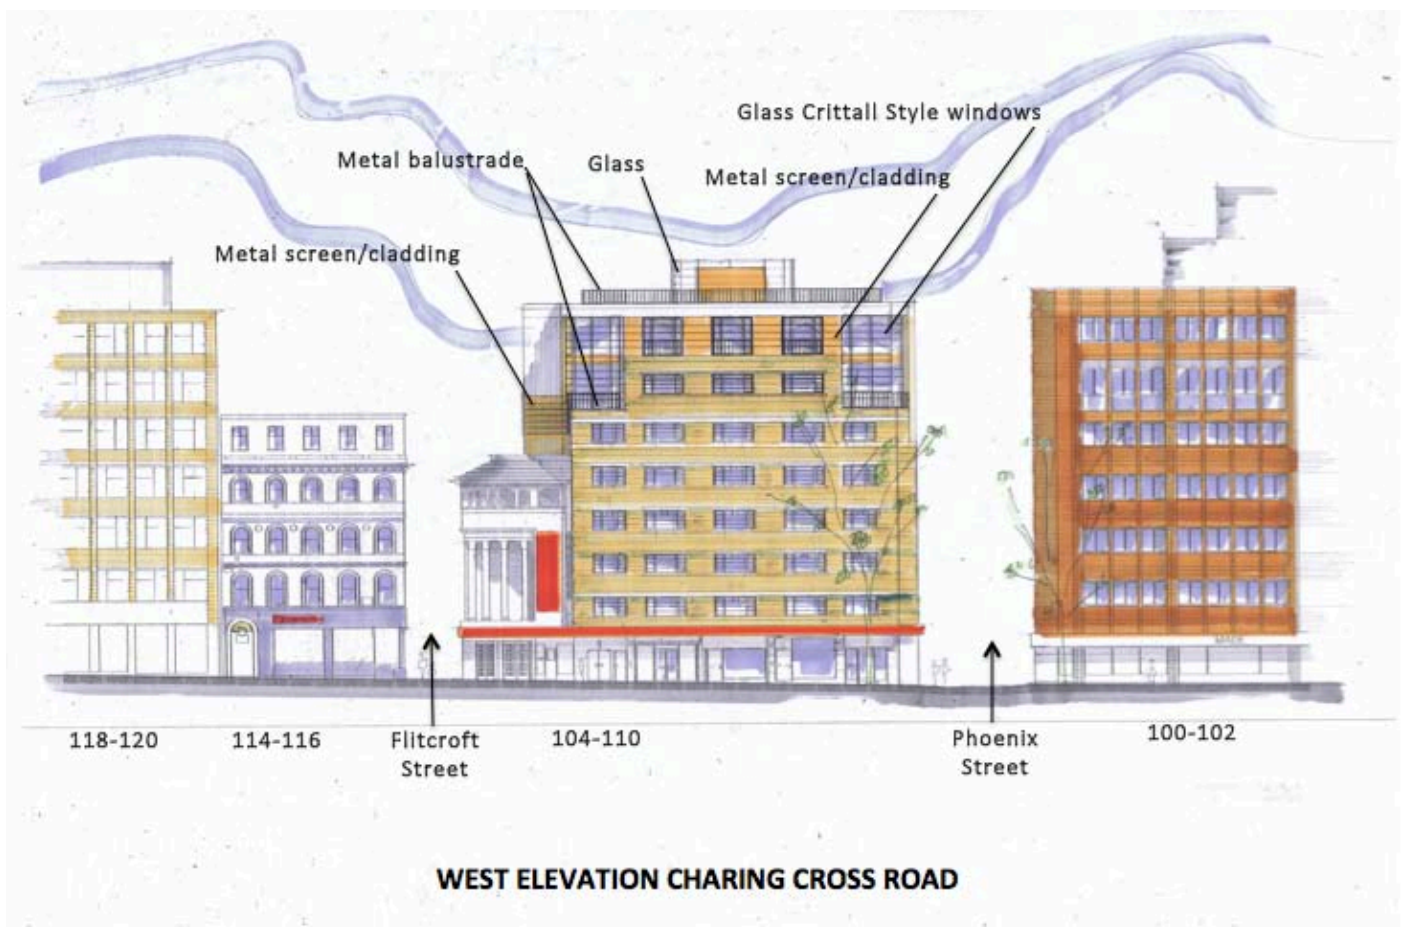 Glass Crittall Style windows
Metal balustrade
Glass
Metal screen/cladding
Metal screen/cladding
118-120
114-116
Flitcroft
Street
104-110
Phoenix
Street
100-102
WEST ELEVATION CHARING CROSS ROAD